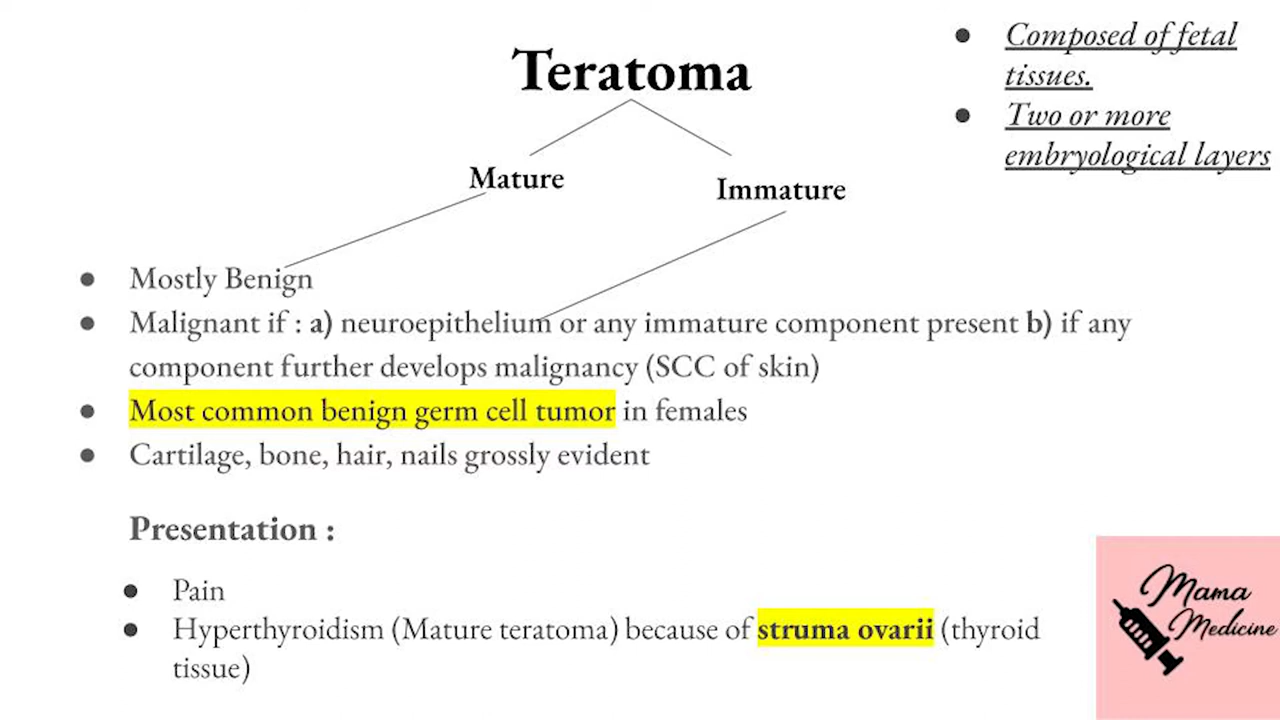 Teratoma
Composed of fetal
tissues.
Two or more
embryological layers
Mature
Immature
Mostly Benign
Malignant if : a) neuroepithelium or any immature component present b) if any
component further develops malignancy (SCC of skin)
Most common benign germ cell tumor in females
Cartilage, bone, hair, nails grossly evident
Presentation :
Pain
Hyperthyroidism (Mature teratoma) because of struma ovarii (thyroid
tissue)
Mama
Medicine